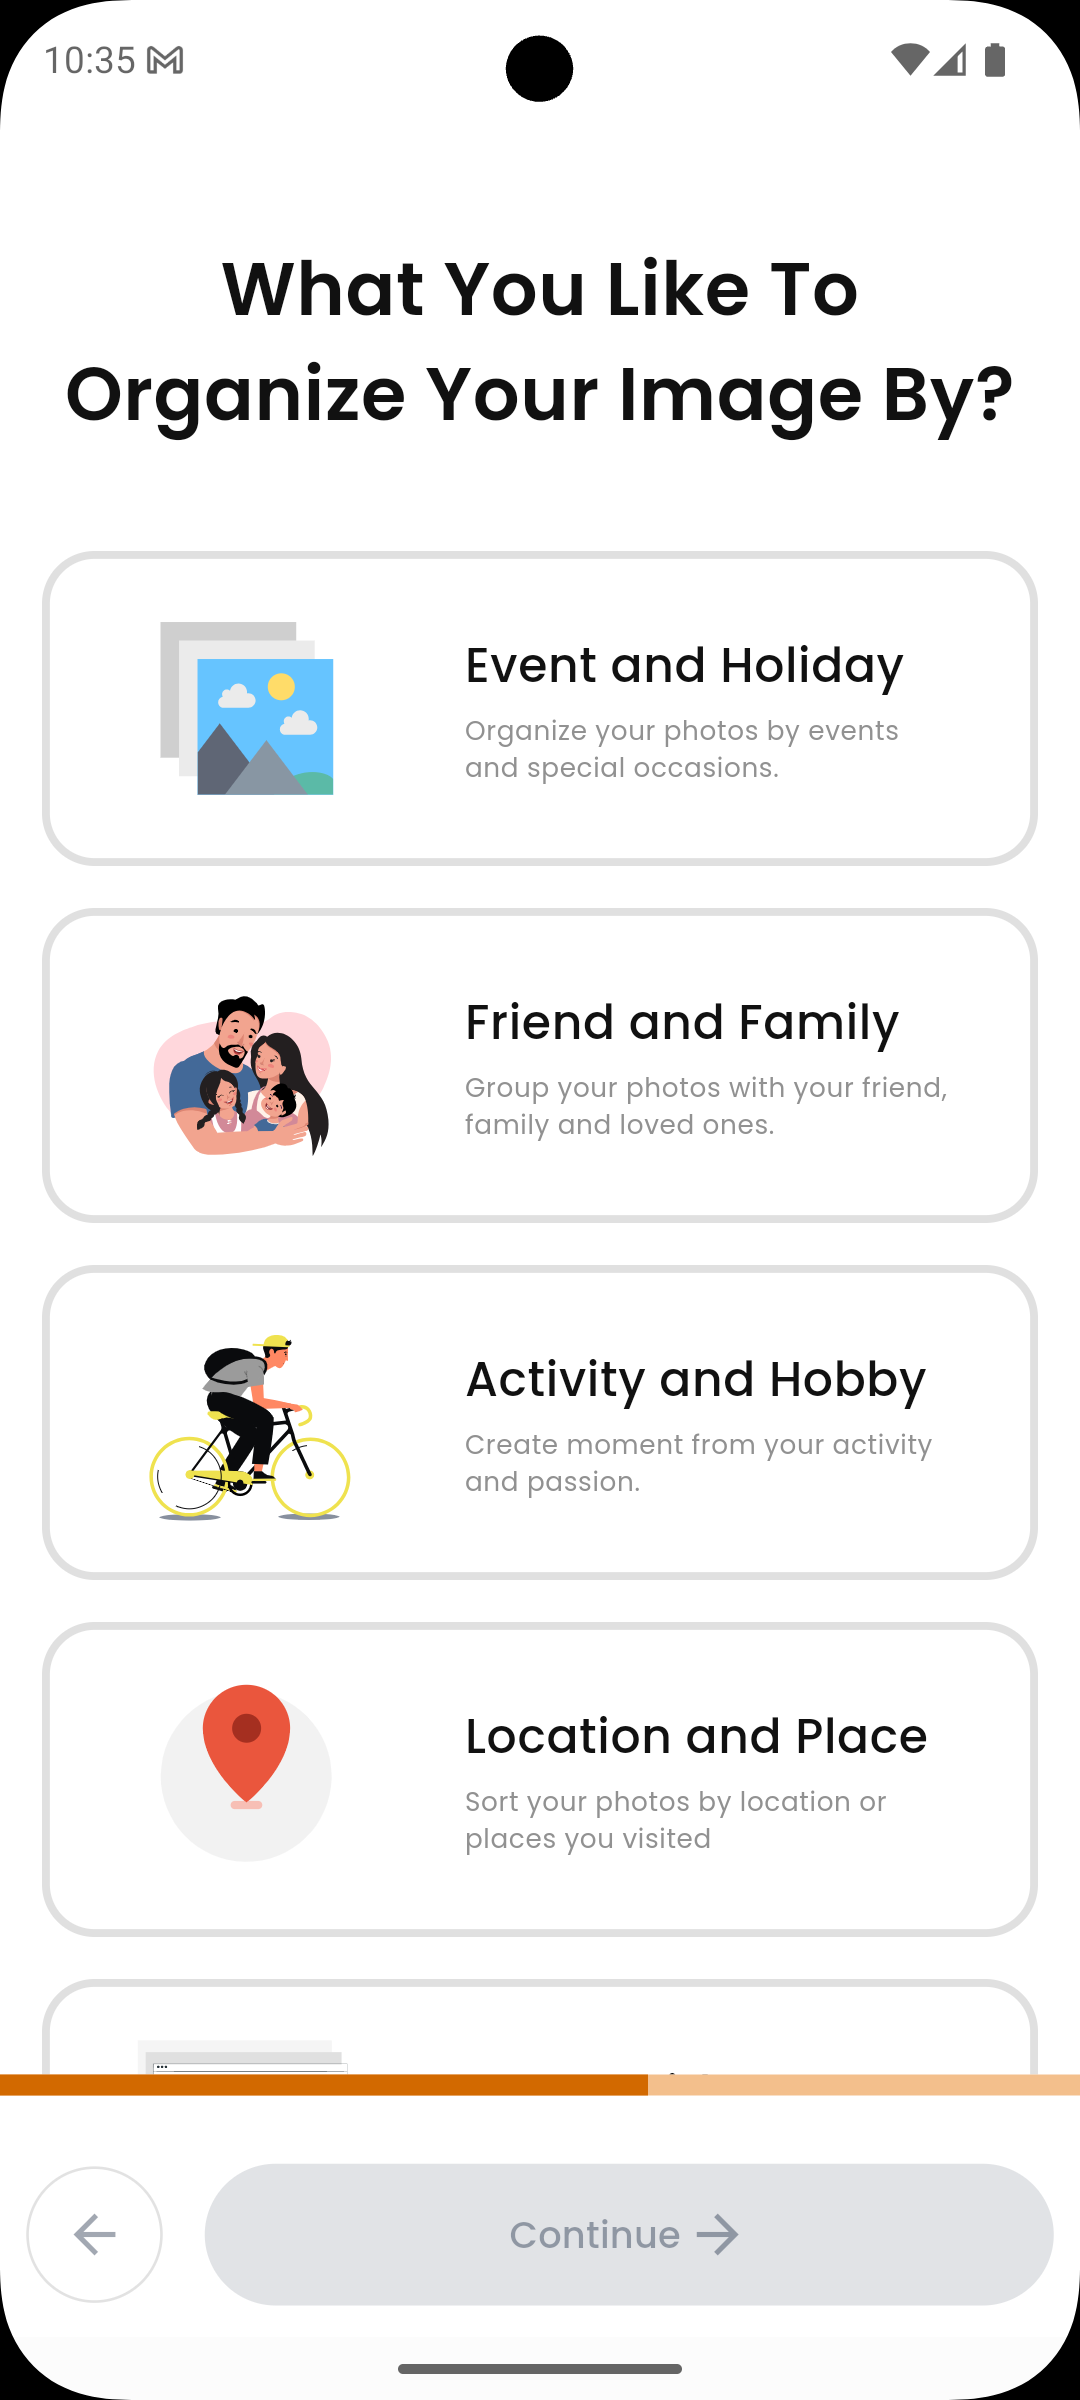 10:35
What You Like To
Organize Your Image By?
Event and Holiday
Organize your photos by events
and special occasions.
Friend and Family
Group your photos with your friend,
family and loved ones.
Activity and Hobby
Create moment from your activity
and passion.
Location and Place
Sort your photos by location or
places you visited
Continue